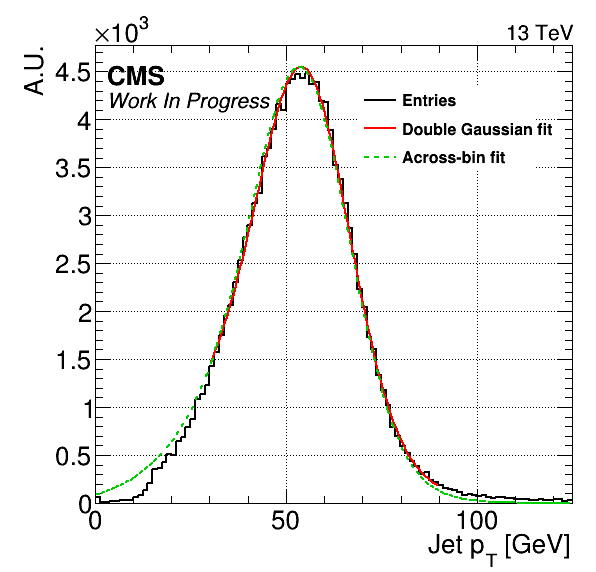 ×10³
13 TeV
A.U.
CMS
Work In Progress
Entries
Double Gaussian fit
Across-bin fit
4.5
4
3.5
3
2.5
2
1.5
1
0.5
0
0 50 100
Jet p_T [GeV]